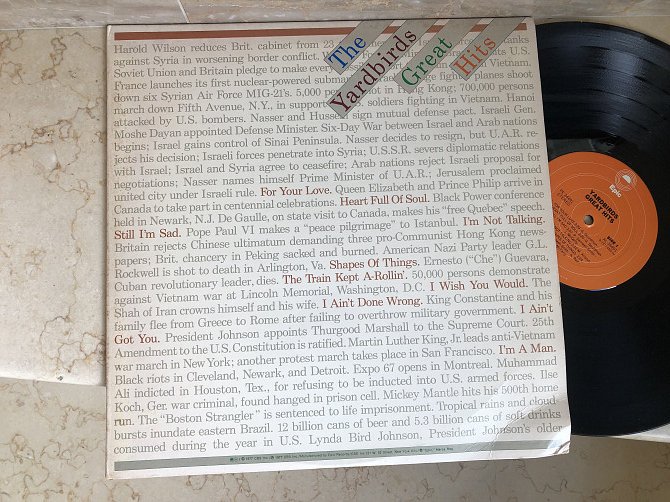 The
Yardbirds
Great
Hits
Harold Wilson reduces Brit. cabinet from 23
against Syria in worsening border conflict.
Soviet Union and Britain pledge to make every
France launches its first nuclear-powered submarine
down six Syrian Air Force MIG-21's. 5,000 in Hong Kong; 700,000 persons
march down Fifth Avenue, N.Y., in support of soldiers fighting in Vietnam. Hanoi
attacked by U.S. bombers. Nasser and Hussein sign mutual defense pact. Israeli Gen.
Moshe Dayan appointed Defense Minister. Six-Day War between Israel and Arab nations
begins; Israel gains control of Sinai Peninsula. Nasser decides to resign, but U.A.R. re-
jects his decision; Israeli forces penetrate into Syria; U.S.S.R. severs diplomatic relations
with Israel; Israel and Syria agree to ceasefire; Arab nations reject Israeli proposal for
negotiations; Nasser names himself Prime Minister of U.A.R.; Jerusalem proclaimed
united city under Israeli rule. For Your Love. Queen Elizabeth and Prince Philip arrive in
Canada to take part in centennial celebrations. Heart Full Of Soul. Black Power conference
held in Newark, N.J. De Gaulle, on state visit to Canada, makes his "free Quebec" speech.
Still I'm Sad. Pope Paul VI makes a "peace pilgrimage" to Istanbul. I'm Not Talking.
Britain rejects Chinese ultimatum demanding three pro-Communist Hong Kong news-
papers; Brit. chancery in Peking sacked and burned. American Nazi Party leader G.L.
Rockwell is shot to death in Arlington, Va. Shapes Of Things. Ernesto ("Che") Guevara,
Cuban revolutionary leader, dies. The Train Kept A-Rollin'. 50,000 persons demonstrate
against Vietnam war at Lincoln Memorial, Washington, D.C. I Wish You Would. The
Shah of Iran crowns himself and his wife. I Ain't Done Wrong. King Constantine and his
family flee from Greece to Rome after failing to overthrow military government. I Ain't
Got You. President Johnson appoints Thurgood Marshall to the Supreme Court. 25th
Amendment to the U.S. Constitution is ratified. Martin Luther King, Jr. leads anti-Vietnam
war march in New York; another protest march takes place in San Francisco. I'm A Man.
Black riots in Cleveland, Newark, and Detroit. Expo 67 opens in Montreal. Muhammad
Ali indicted in Houston, Tex., for refusing to be inducted into U.S. armed forces. Ilse
Koch, Ger. war criminal, found hanged in prison cell. Mickey Mantle hits his 500th home
run. The "Boston Strangler" is sentenced to life imprisonment. Tropical rains and cloud-
bursts inundate eastern Brazil. 12 billion cans of beer and 5.3 billion cans of soft drinks
consumed during the year in U.S. Lynda Bird Johnson, President Johnson's older
Epic
YARDBIRDS
GREAT HITS